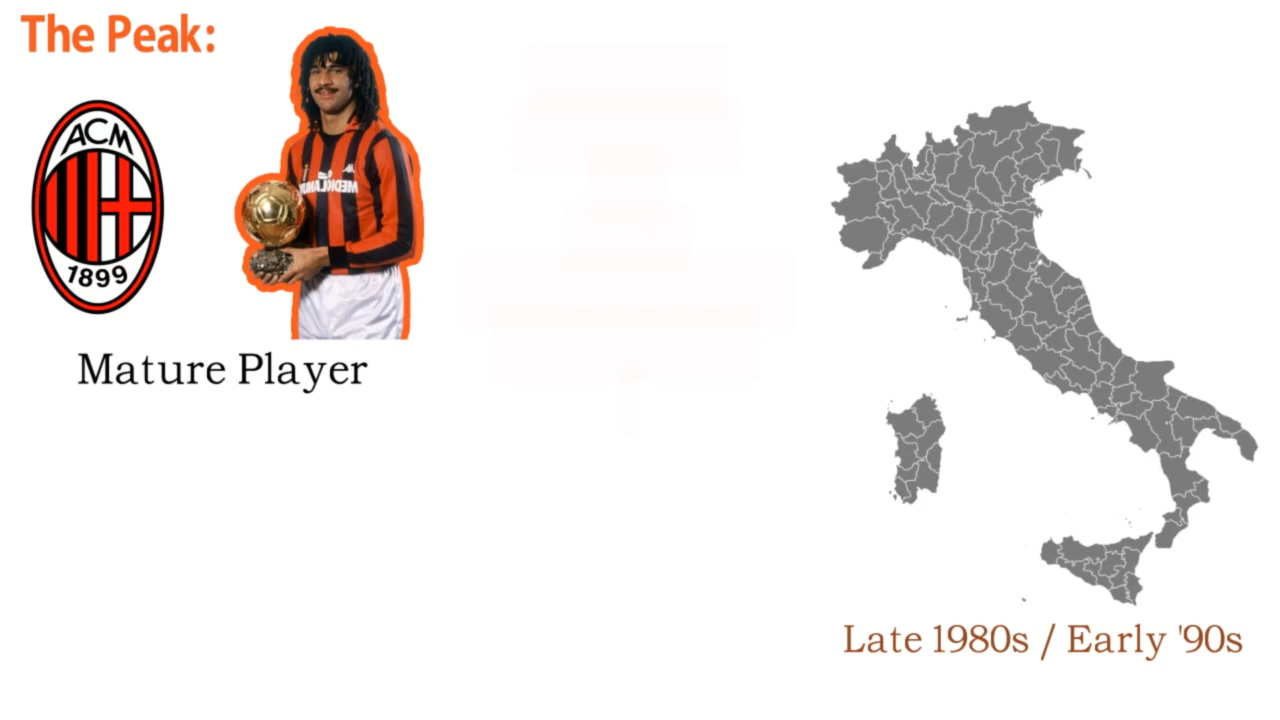 The Peak:
ACM
1899
MEDIOLANUM
Mature Player
Late 1980s / Early '90s